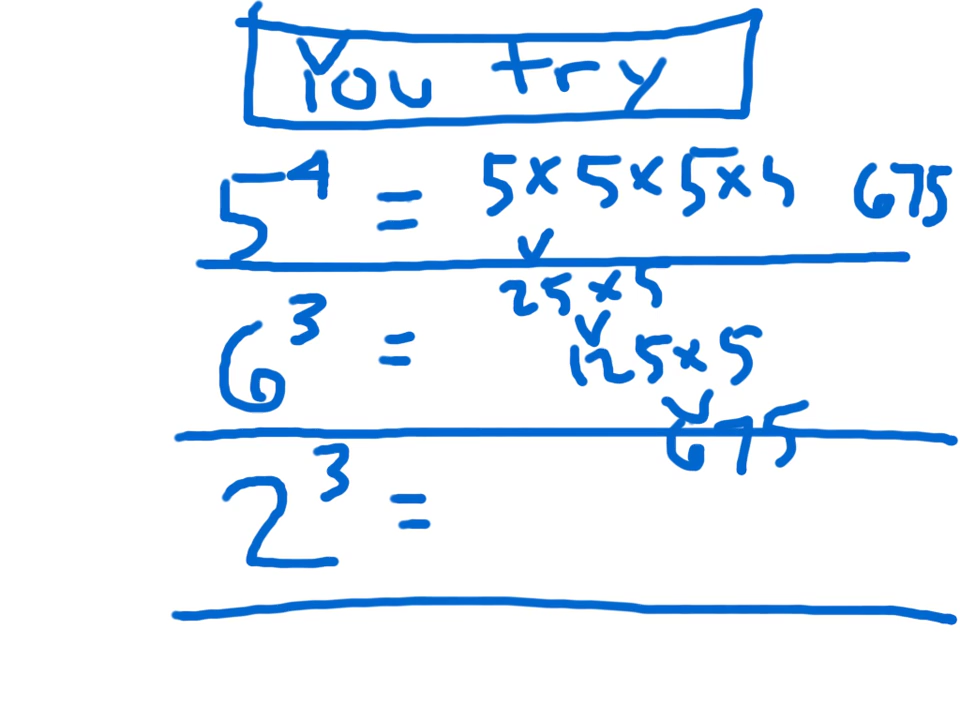 You try
5⁴ = 5×5×5×5 675
25×5
6³ = 125×5
675
2³ =